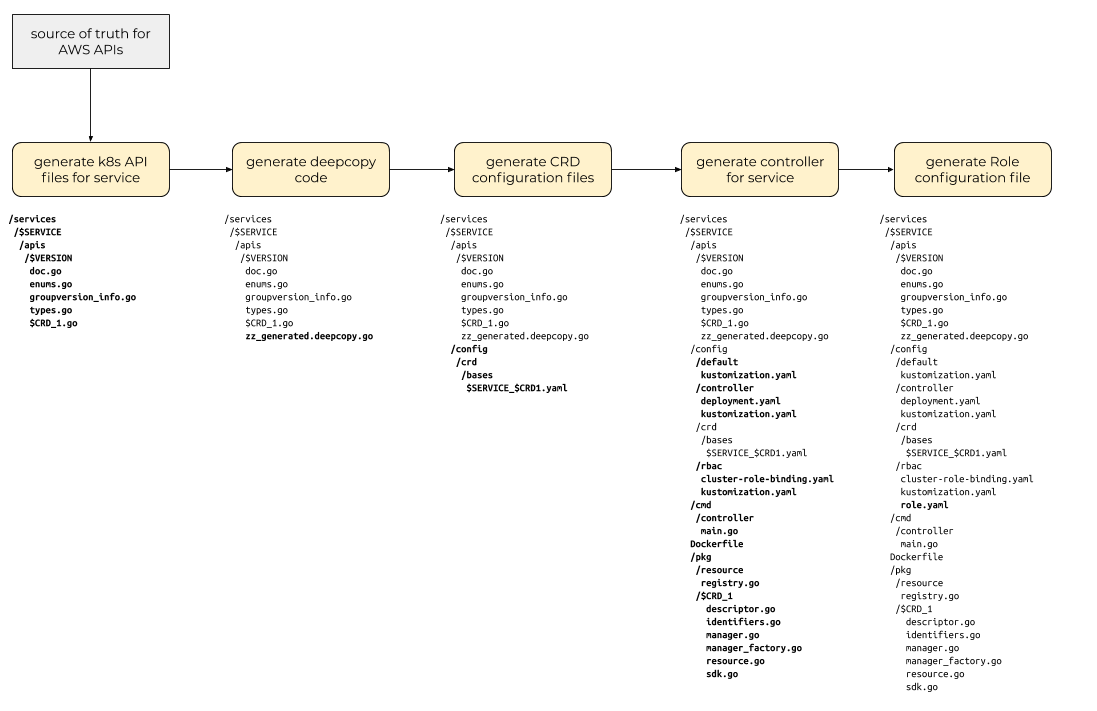 source of truth for
AWS APIs
generate k8s API
files for service
generate deepcopy
code
generate CRD
configuration files
generate controller
for service
generate Role
configuration file
/services
/$SERVICE
/apis
/$VERSION
doc.go
enums.go
groupversion_info.go
types.go
$CRD_1.go
/services
/$SERVICE
/apis
/$VERSION
doc.go
enums.go
groupversion_info.go
types.go
$CRD_1.go
zz_generated.deepcopy.go
/services
/$SERVICE
/apis
/$VERSION
doc.go
enums.go
groupversion_info.go
types.go
$CRD_1.go
zz_generated.deepcopy.go
/config
/crd
/bases
$SERVICE_$CRD1.yaml
/services
/$SERVICE
/apis
/$VERSION
doc.go
enums.go
groupversion_info.go
types.go
$CRD_1.go
zz_generated.deepcopy.go
/config
/default
kustomization.yaml
/controller
deployment.yaml
kustomization.yaml
/crd
/bases
$SERVICE_$CRD1.yaml
/rbac
cluster-role-binding.yaml
kustomization.yaml
/cmd
/controller
main.go
Dockerfile
/pkg
/resource
registry.go
/$CRD_1
descriptor.go
identifiers.go
manager.go
manager_factory.go
resource.go
sdk.go
/services
/$SERVICE
/apis
/$VERSION
doc.go
enums.go
groupversion_info.go
types.go
$CRD_1.go
zz_generated.deepcopy.go
/config
/default
kustomization.yaml
/controller
deployment.yaml
kustomization.yaml
/crd
/bases
$SERVICE_$CRD1.yaml
/rbac
cluster-role-binding.yaml
kustomization.yaml
role.yaml
/cmd
/controller
main.go
Dockerfile
/pkg
/resource
registry.go
/$CRD_1
descriptor.go
identifiers.go
manager.go
manager_factory.go
resource.go
sdk.go